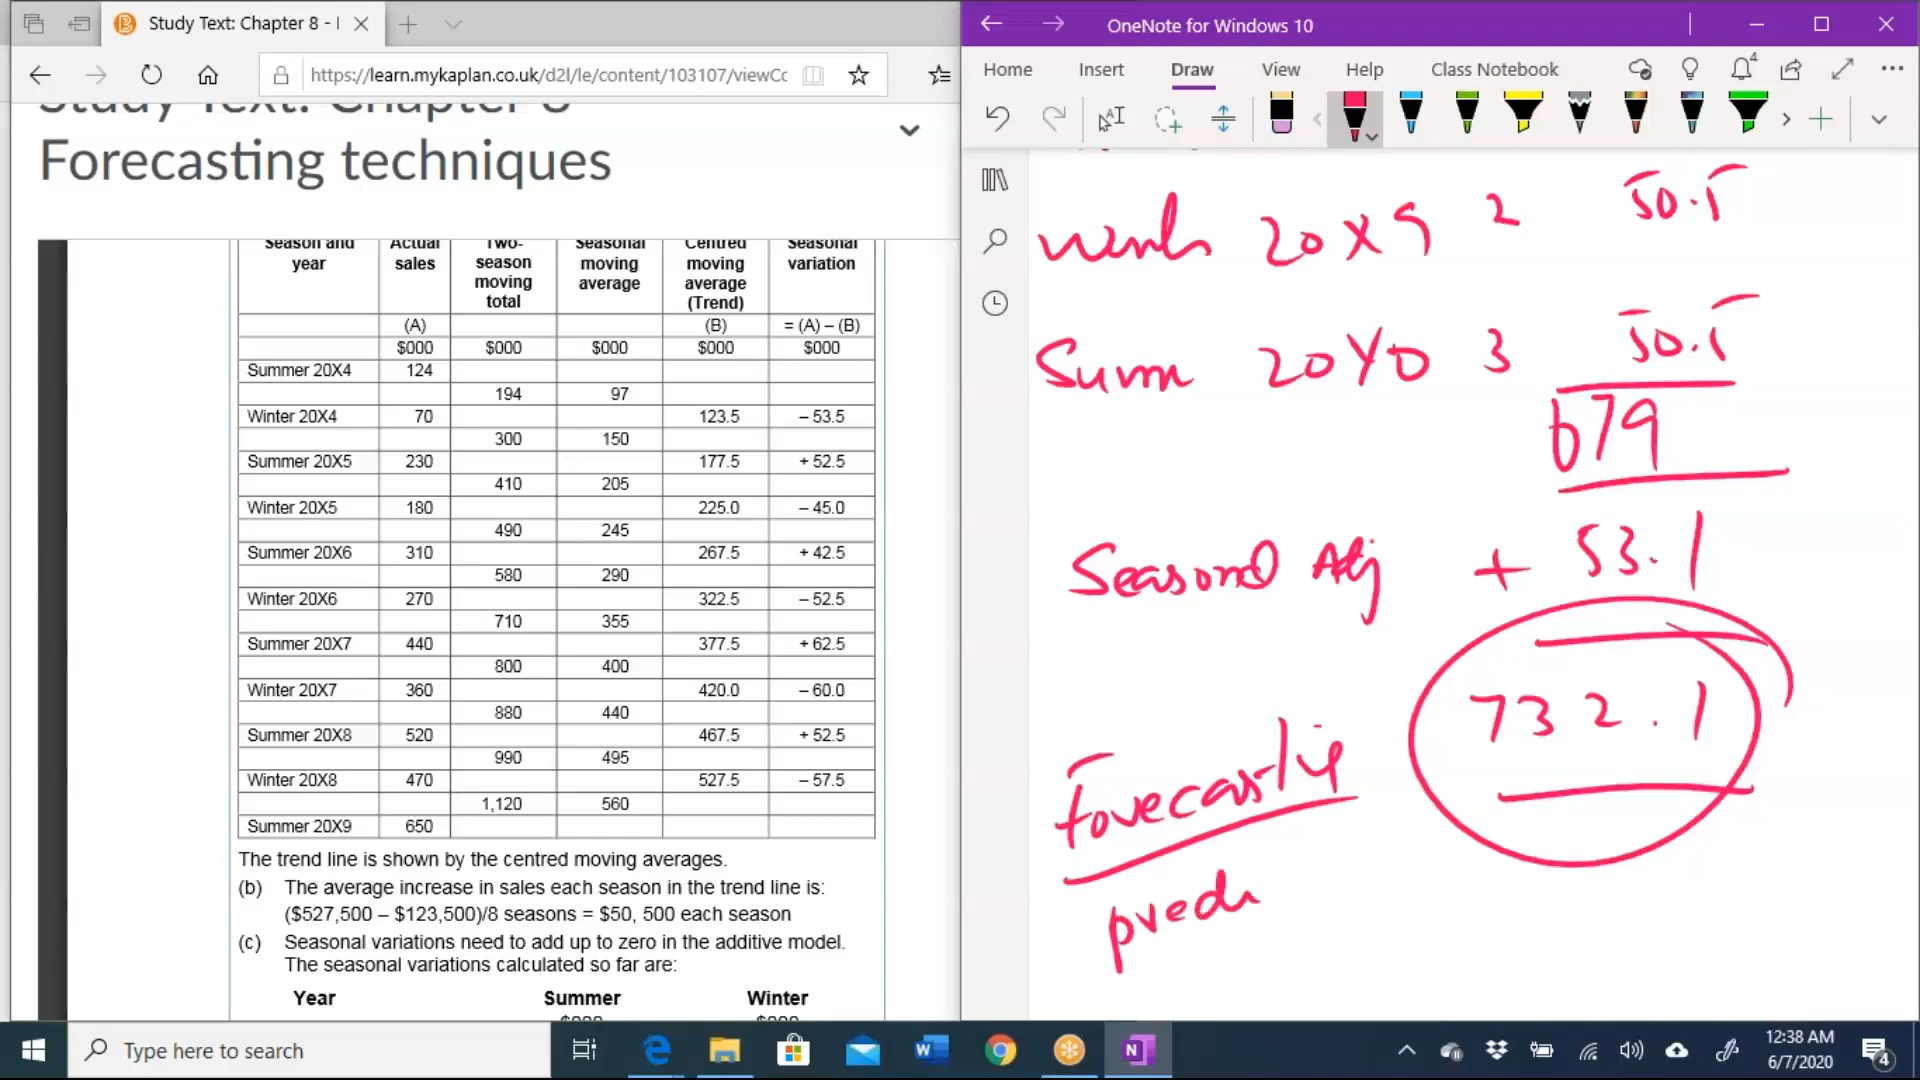 Study Text: Chapter 8 - I
https://learn.mykaplan.co.uk/d2l/le/content/103107/viewCc
Study Text: Chapter 8
Forecasting techniques
Season and year Actual sales Two-season moving total Seasonal moving average Centred moving average (Trend) Seasonal variation
(A) (B) = (A) – (B)
$000 $000 $000 $000 $000
Summer 20X4 124
194 97
Winter 20X4 70 123.5 – 53.5
300 150
Summer 20X5 230 177.5 + 52.5
410 205
Winter 20X5 180 225.0 – 45.0
490 245
Summer 20X6 310 267.5 + 42.5
580 290
Winter 20X6 270 322.5 – 52.5
710 355
Summer 20X7 440 377.5 + 62.5
800 400
Winter 20X7 360 420.0 – 60.0
880 440
Summer 20X8 520 467.5 + 52.5
990 495
Winter 20X8 470 527.5 – 57.5
1,120 560
Summer 20X9 650
The trend line is shown by the centred moving averages.
(b) The average increase in sales each season in the trend line is:
($527,500 – $123,500)/8 seasons = $50, 500 each season
(c) Seasonal variations need to add up to zero in the additive model.
The seasonal variations calculated so far are:
Year Summer Winter
$000 $000
OneNote for Windows 10
Home Insert Draw View Help Class Notebook
4
20X9 2 50.5
Summ 20Y0 3 50.5
679
Seasonal Adj + 53.1
732.1
Forecasting
pred
Type here to search
12:38 AM
6/7/2020
4